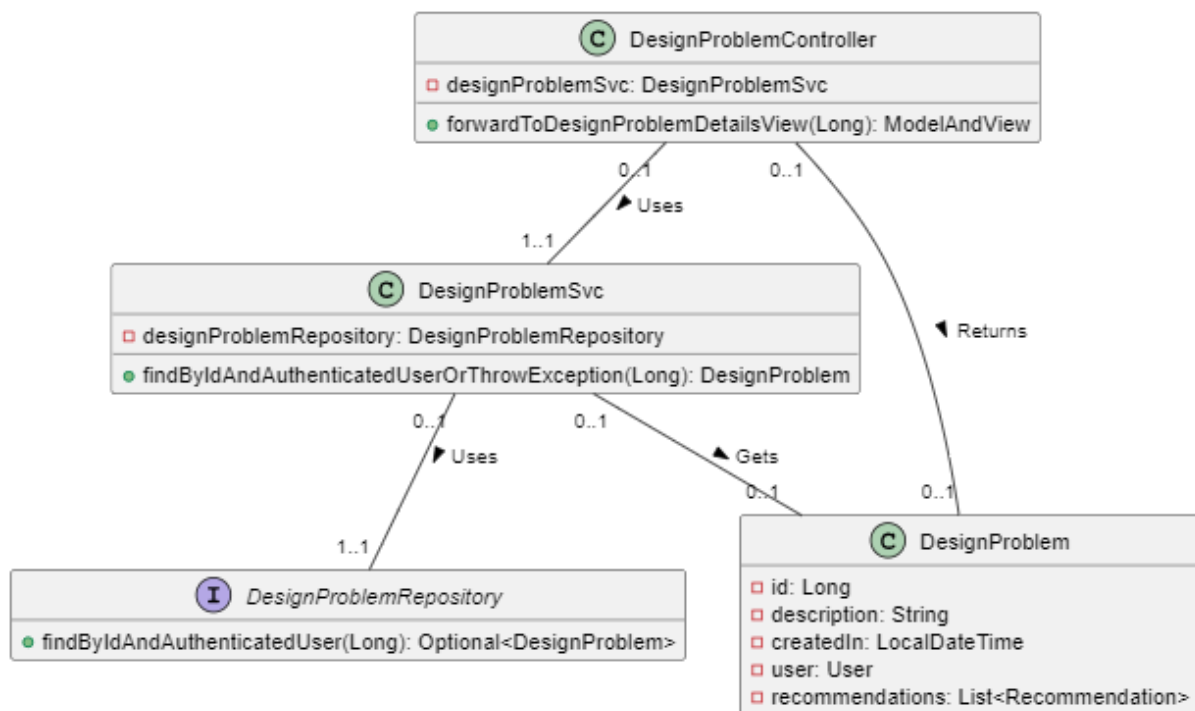 C DesignProblemController
designProblemSvc: DesignProblemSvc
forwardToDesignProblemDetailsView(Long): ModelAndView
0..1
0..1
Uses
1..1
C DesignProblemSvc
designProblemRepository: DesignProblemRepository
findByIdAndAuthenticatedUserOrThrowException(Long): DesignProblem
Returns
0..1
0..1
Uses
Gets
0..1
0..1
1..1
I DesignProblemRepository
findByIdAndAuthenticatedUser(Long): Optional<DesignProblem>
C DesignProblem
id: Long
description: String
createdIn: LocalDateTime
user: User
recommendations: List<Recommendation>